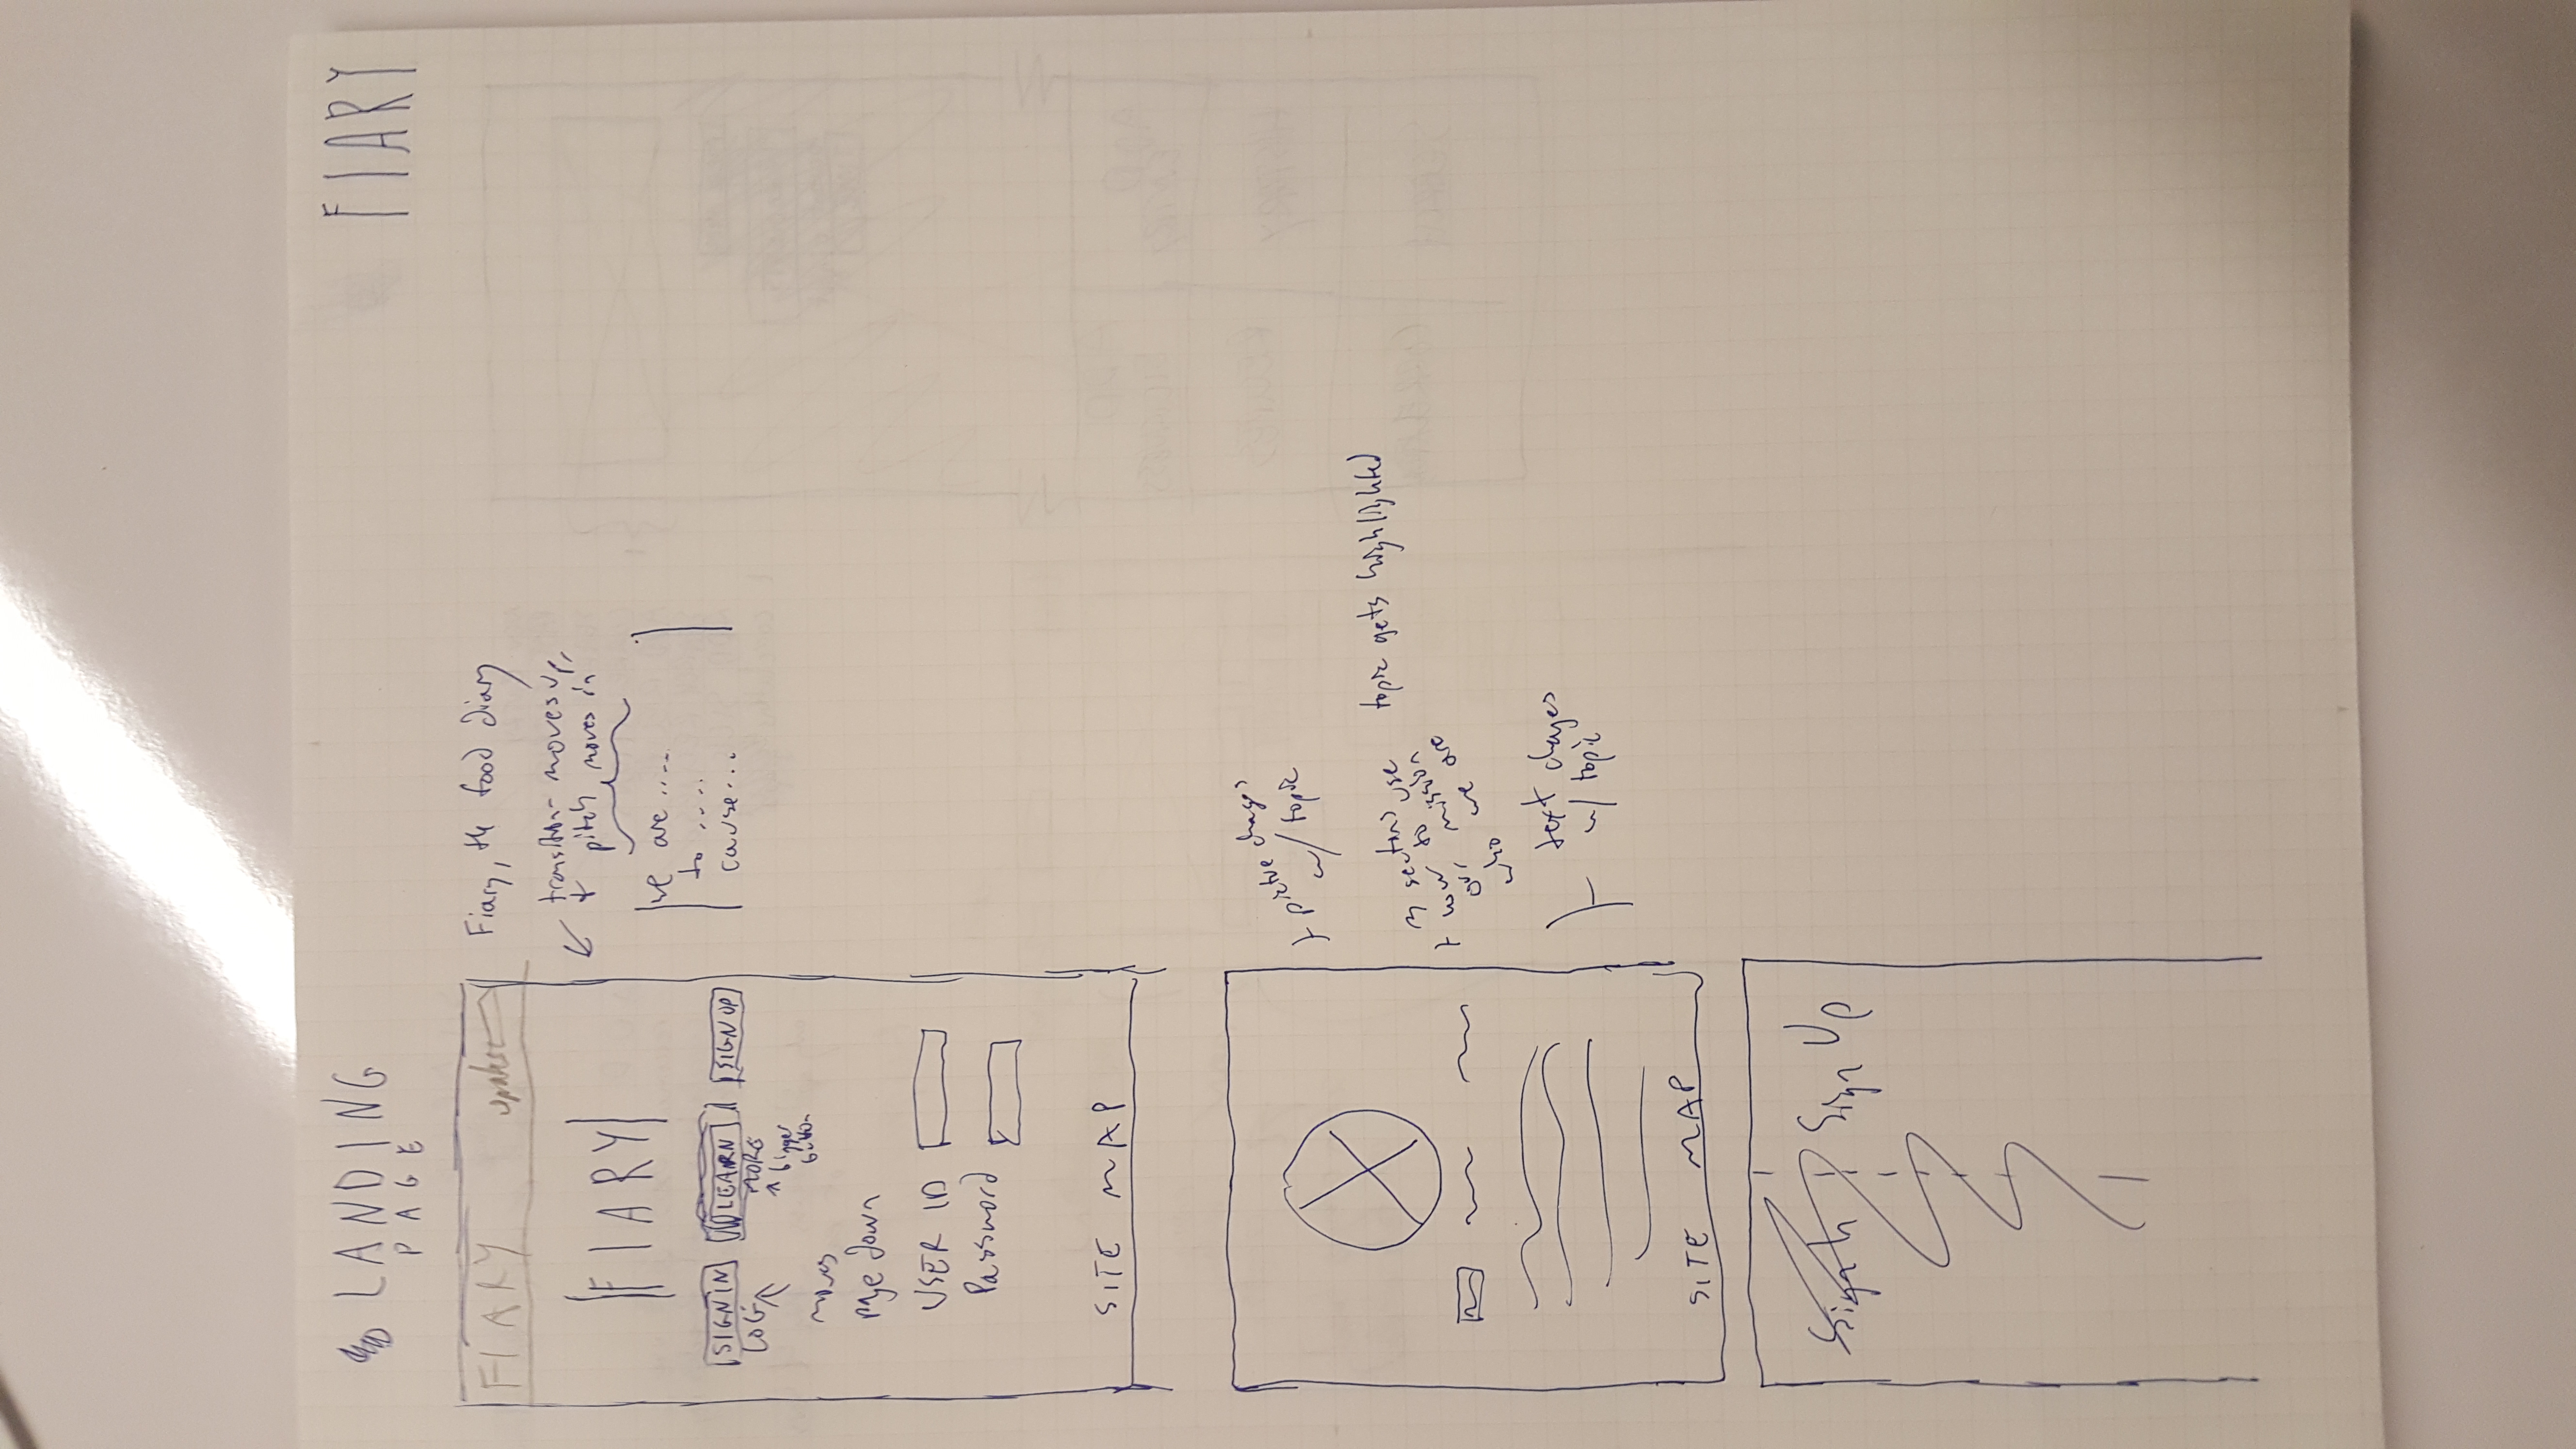 LANDING
PAGE
FIARY
FIARY
Fiary, the food diary
transition moves up,
+ pitch moves in
FIARY
we are ....
to ....
cause...
SIGN IN
LEARN
SIGN UP
LOG
MORE
bigger
button
moves
page down
USER ID
Password
SITE MAP
picture changes
w/ topic
3 sections
how to use
our mission
who we are
topic gets highlighted
text changes
w/ topic
SITE MAP
Sign In
Sign Up